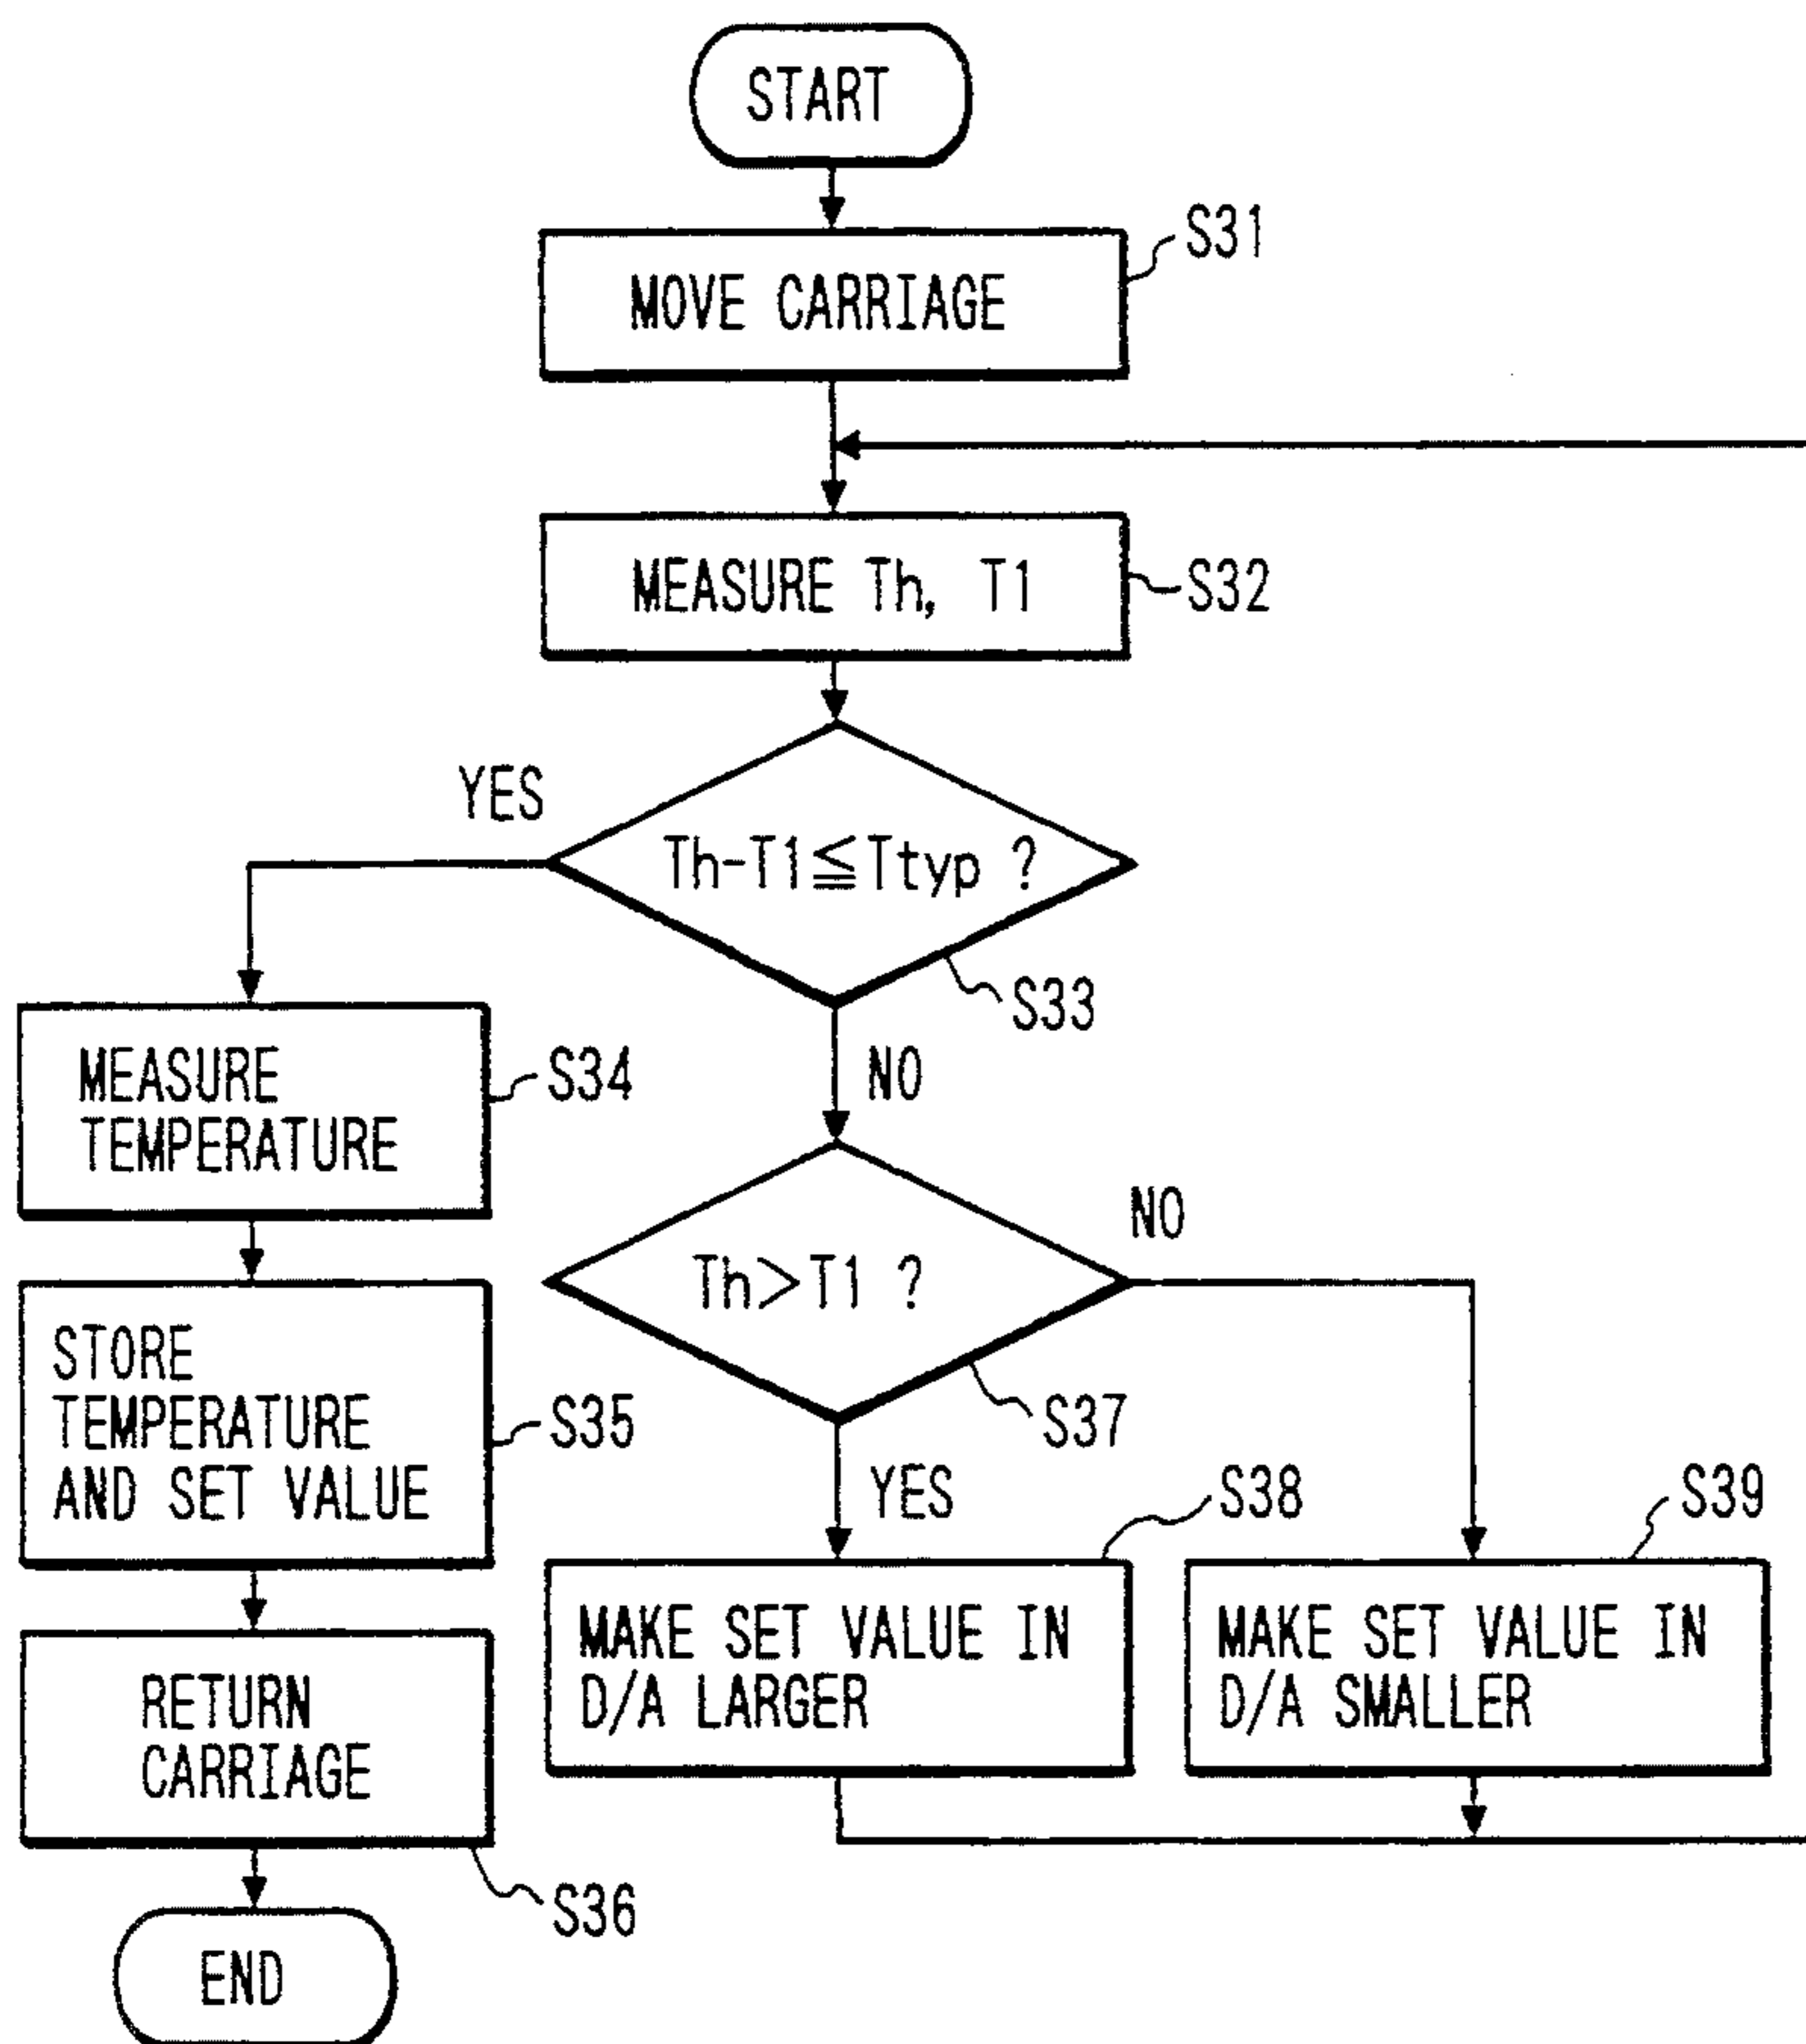 START
MOVE CARRIAGE
S31
MEASURE Th, T1
S32
YES
Th-T1≦Ttyp ?
S33
NO
MEASURE
TEMPERATURE
S34
Th>T1 ?
NO
S37
STORE
TEMPERATURE
AND SET VALUE
S35
YES
S38
S39
MAKE SET VALUE IN
D/A LARGER
MAKE SET VALUE IN
D/A SMALLER
RETURN
CARRIAGE
S36
END